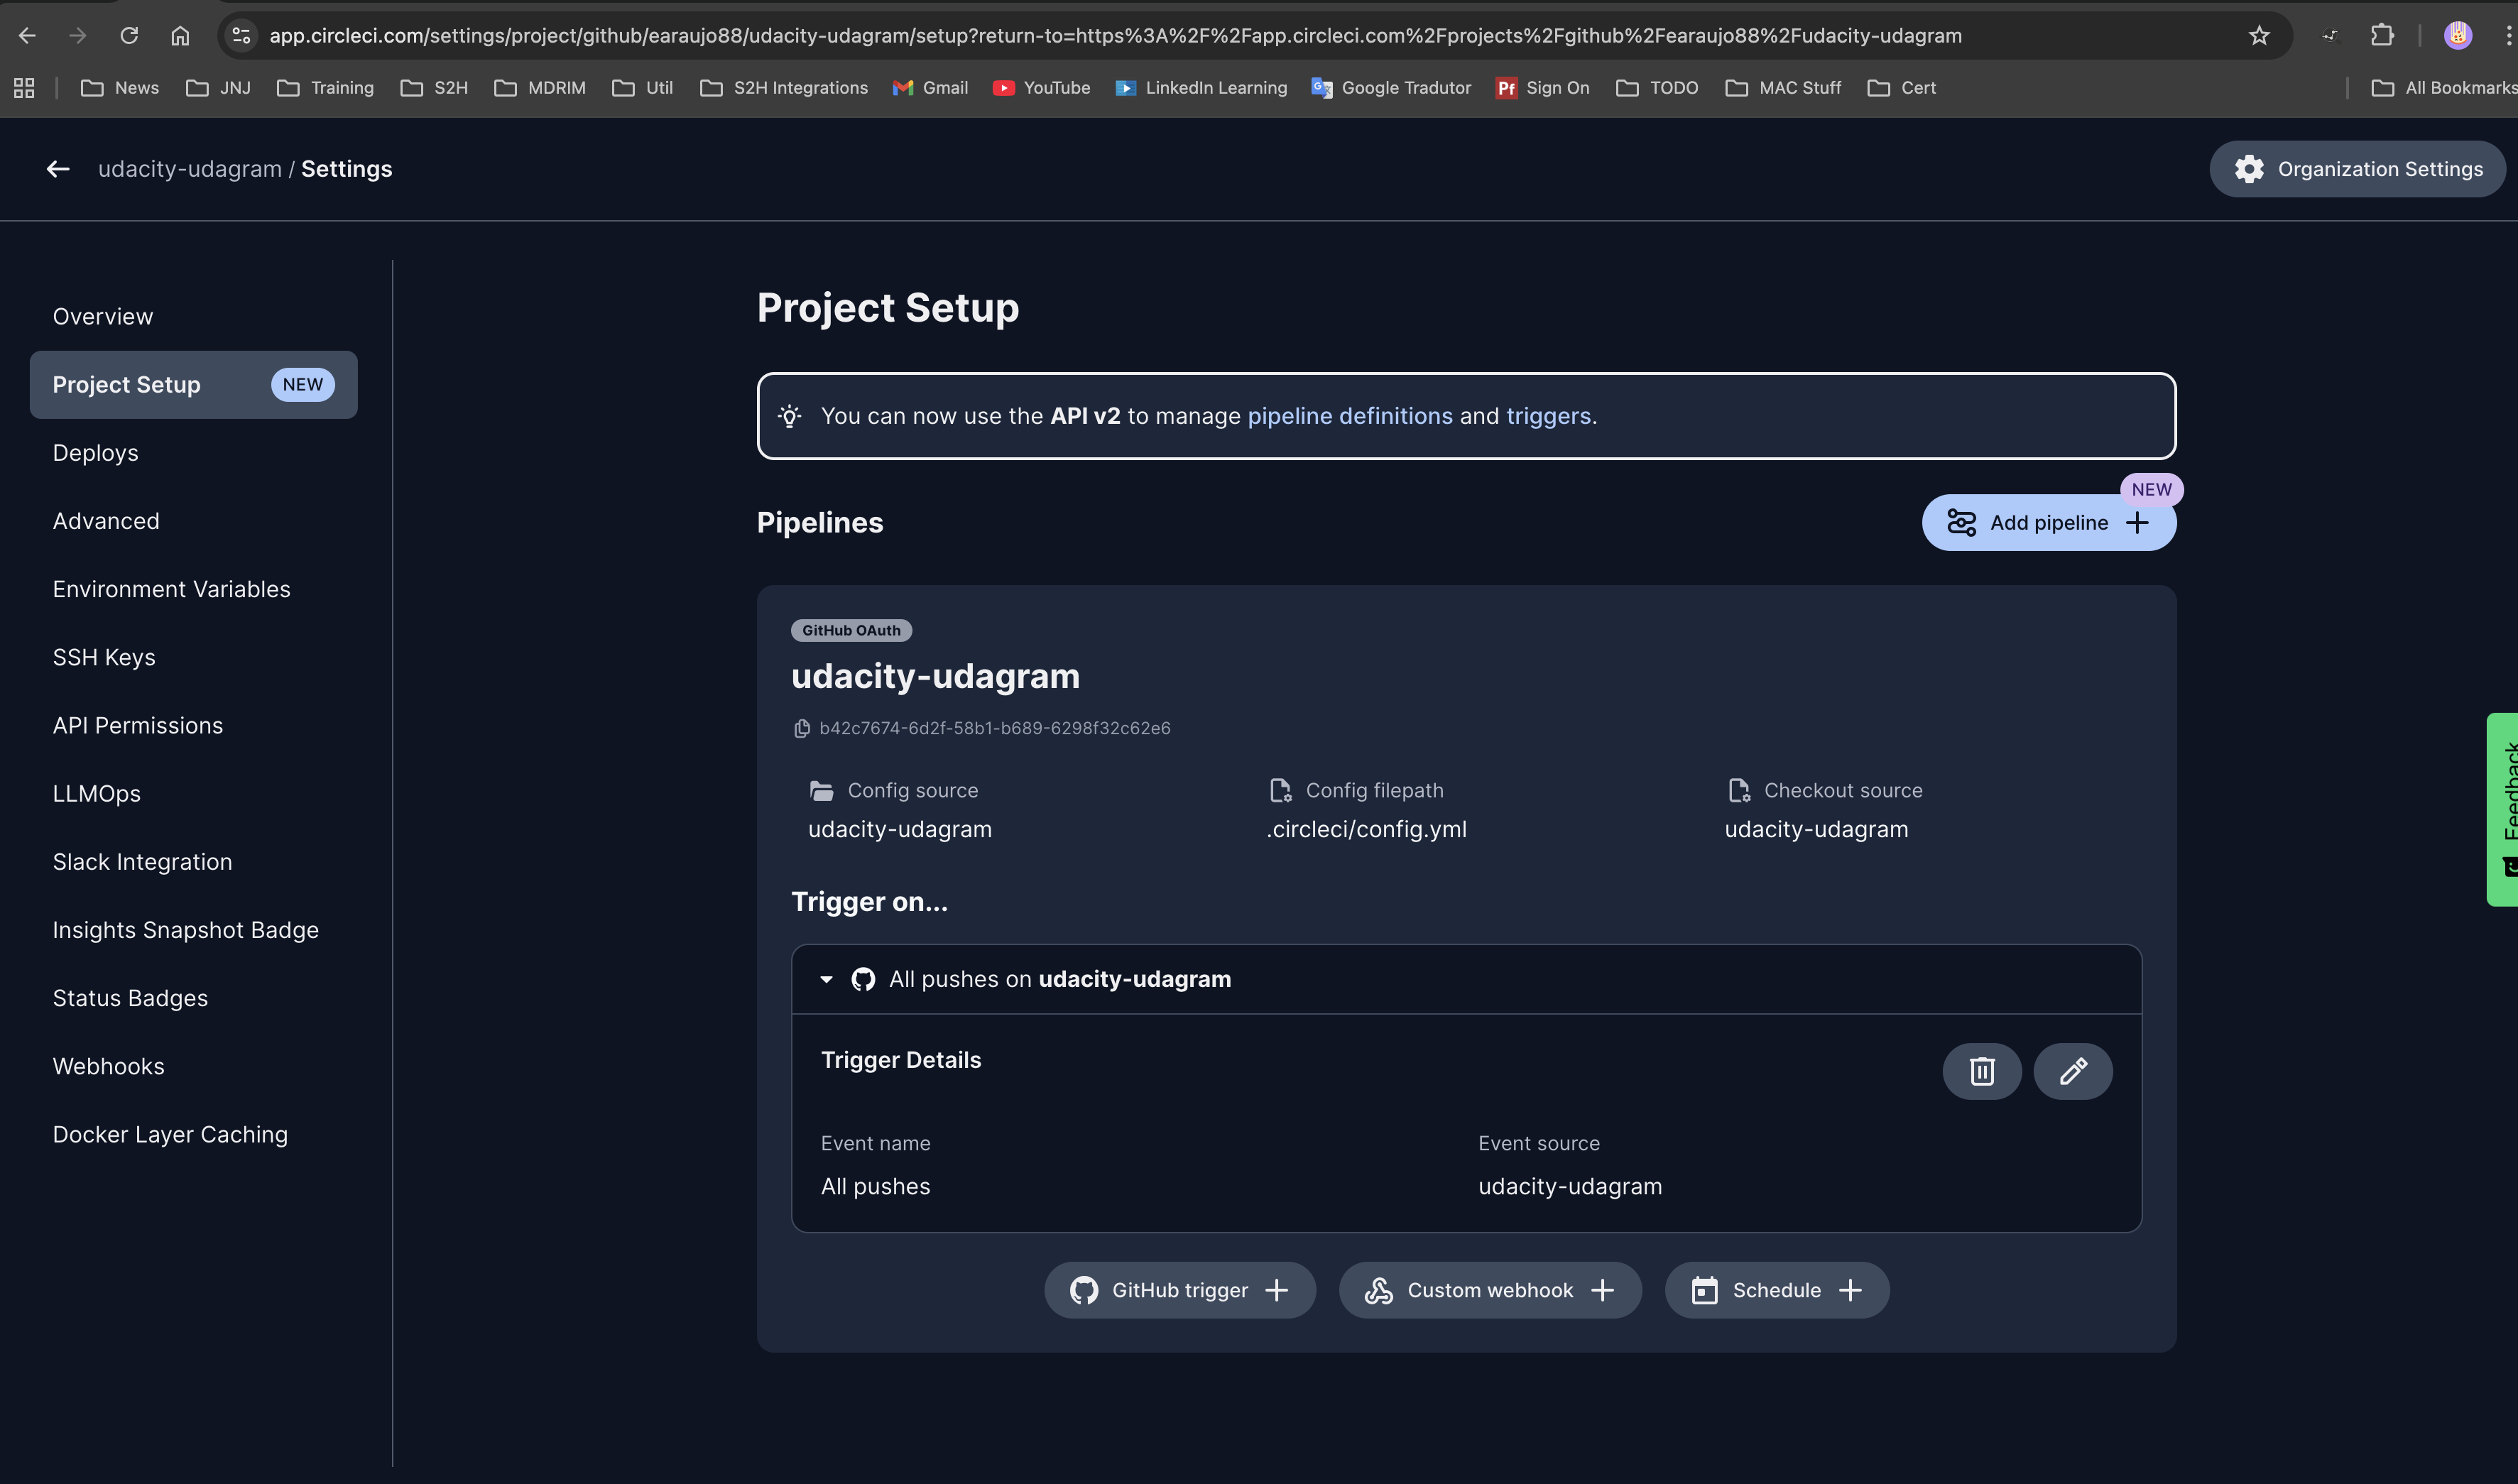 app.circleci.com/settings/project/github/earaujo88/udacity-udagram/setup?return-to=https%3A%2F%2Fapp.circleci.com%2Fprojects%2Fgithub%2Fearaujo88%2Fudacity-udagram
News JNJ Training S2H MDRIM Util S2H Integrations Gmail YouTube LinkedIn Learning Google Tradutor Pf Sign On TODO MAC Stuff Cert All Bookmarks
udacity-udagram / Settings
Organization Settings
Overview
Project Setup NEW
Deploys
Advanced
Environment Variables
SSH Keys
API Permissions
LLMOps
Slack Integration
Insights Snapshot Badge
Status Badges
Webhooks
Docker Layer Caching
Project Setup
You can now use the API v2 to manage pipeline definitions and triggers.
Pipelines
NEW
Add pipeline
GitHub OAuth
udacity-udagram
b42c7674-6d2f-58b1-b689-6298f32c62e6
Config source
udacity-udagram
Config filepath
.circleci/config.yml
Checkout source
udacity-udagram
Trigger on...
All pushes on udacity-udagram
Trigger Details
Event name
All pushes
Event source
udacity-udagram
GitHub trigger
Custom webhook
Schedule
Feedback